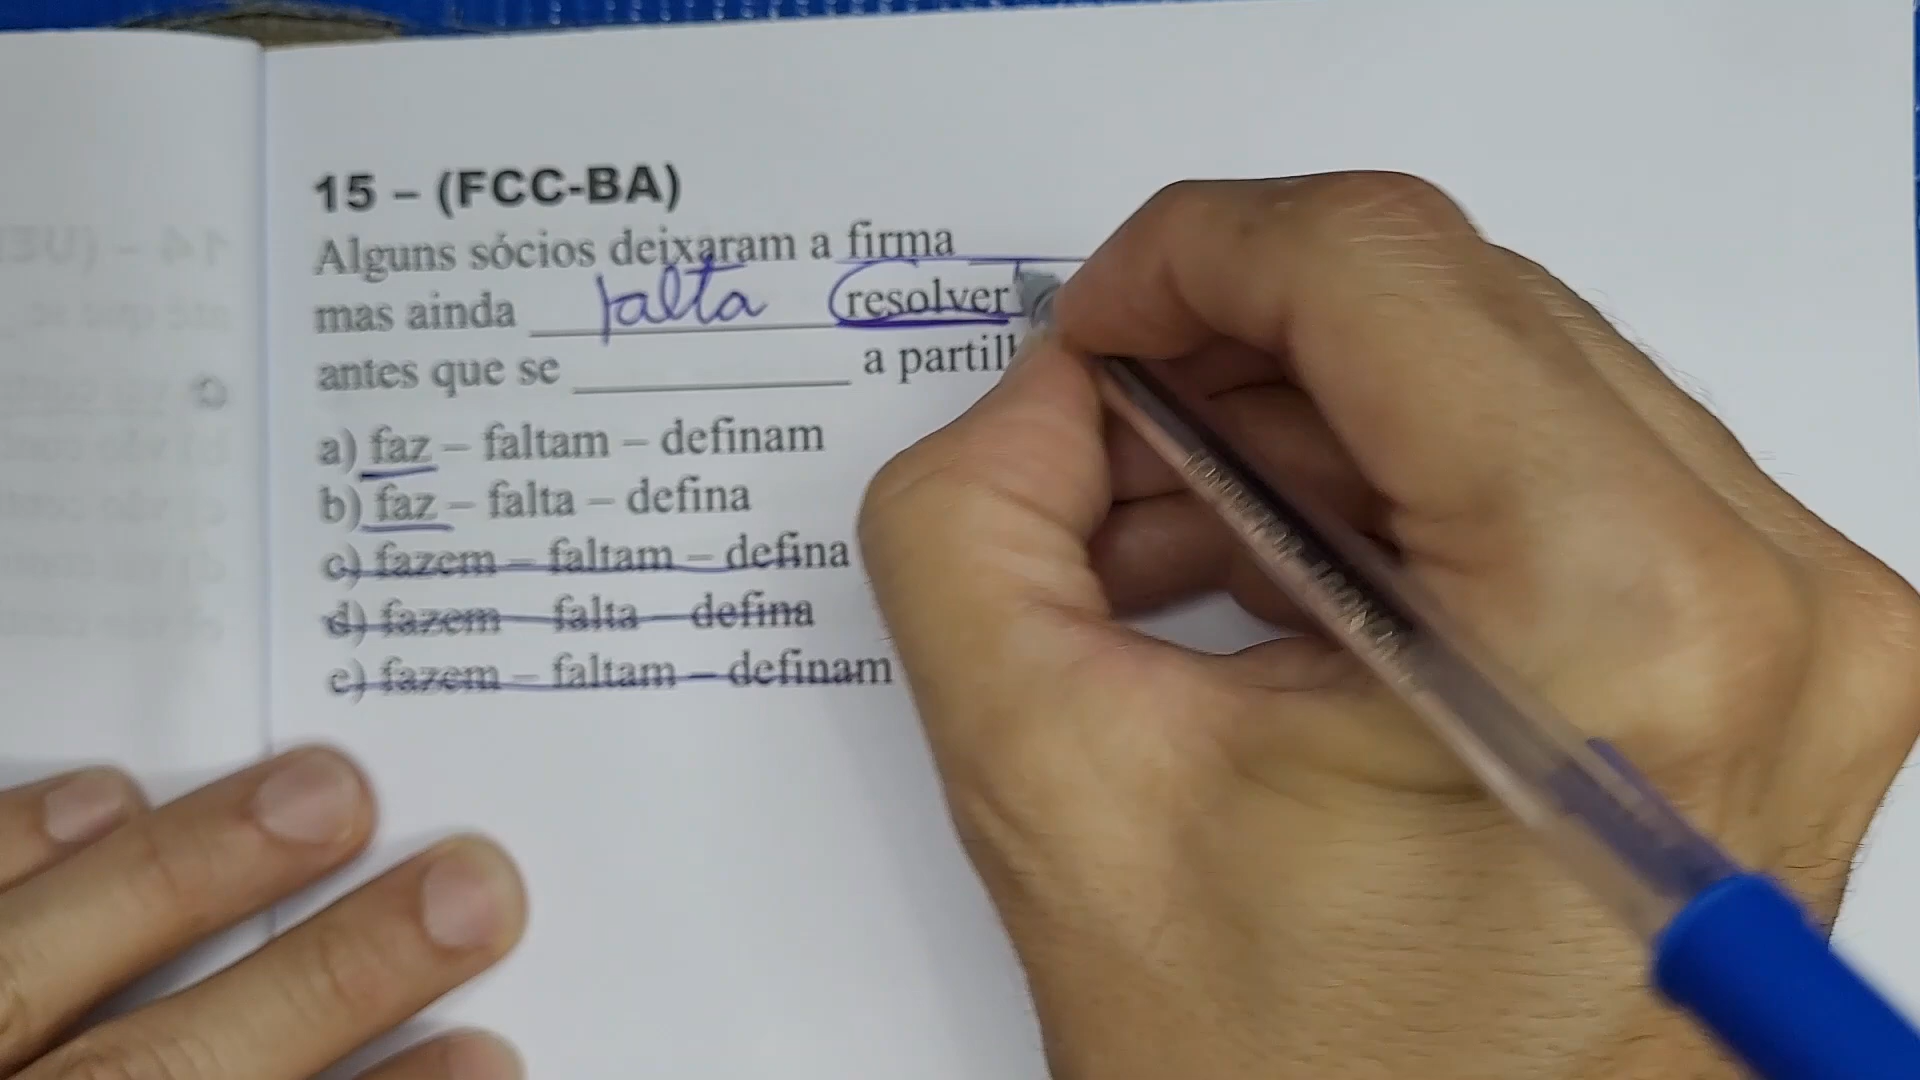 15 – (FCC-BA)
Alguns sócios deixaram a firma
mas ainda falta resolver
antes que se __________ a partil
a) faz – faltam – definam
b) faz – falta – defina
c) fazem – faltam – defina
d) fazem – falta – defina
e) fazem – faltam – definam